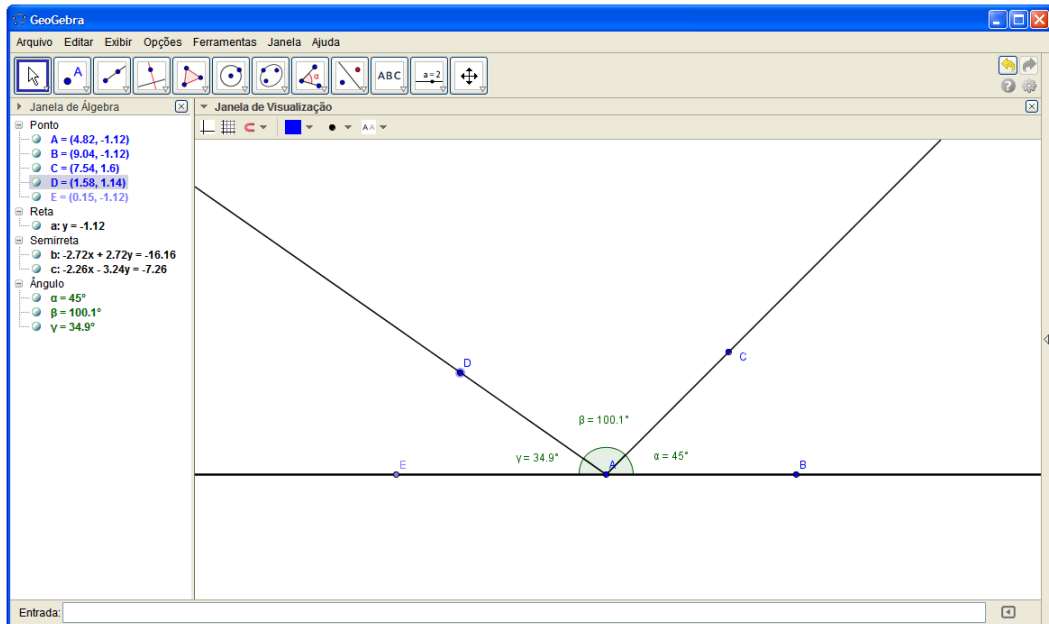 GeoGebra
Arquivo Editar Exibir Opções Ferramentas Janela Ajuda
A α ABC a=2
Janela de Álgebra
Janela de Visualização
AA
Ponto
A = (4.82, -1.12)
B = (9.04, -1.12)
C = (7.54, 1.6)
D = (1.58, 1.14)
E = (0.15, -1.12)
Reta
a: y = -1.12
Semirreta
b: -2.72x + 2.72y = -16.16
c: -2.26x - 3.24y = -7.26
Ângulo
α = 45°
β = 100.1°
γ = 34.9°
D
C
β = 100.1°
γ = 34.9°
α = 45°
E
A
B
Entrada: